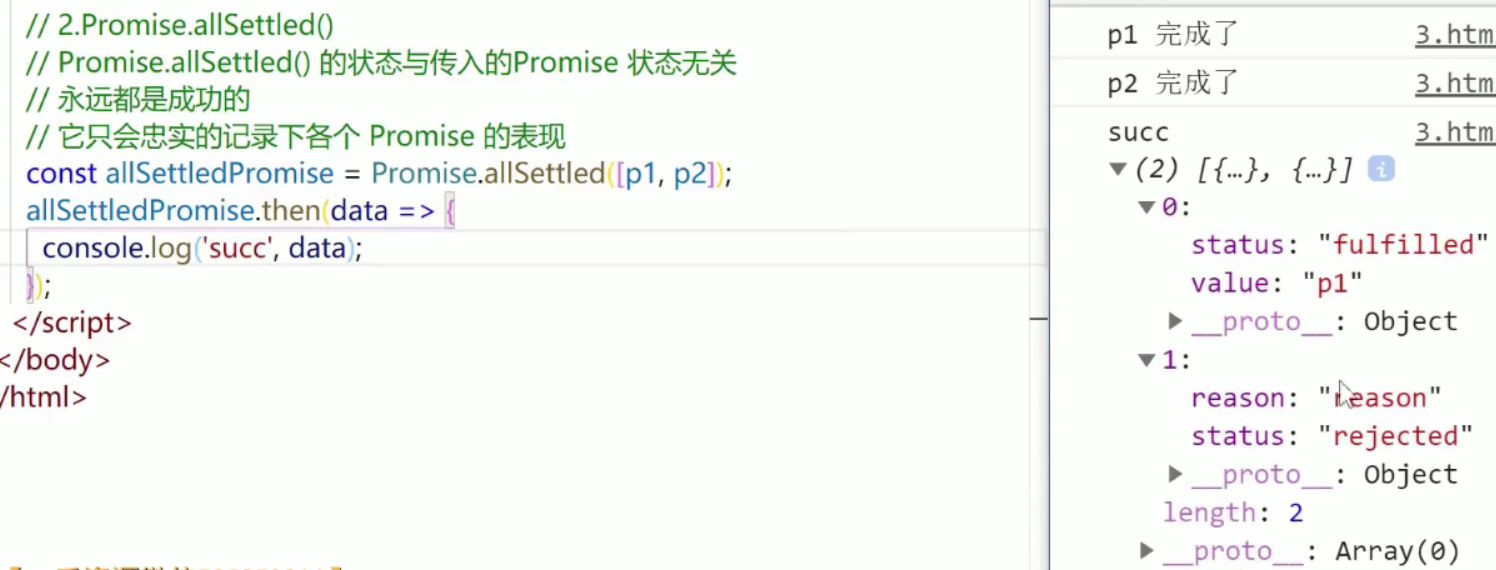 // 2.Promise.allSettled()
// Promise.allSettled() 的状态与传入的Promise 状态无关
// 永远都是成功的
// 它只会忠实的记录下各个 Promise 的表现
const allSettledPromise = Promise.allSettled([p1, p2]);
allSettledPromise.then(data => {
console.log('succ', data);
});
</script>
</body>
/html>
p1 完成了 3.htm
p2 完成了 3.htm
succ 3.htm
(2) [{…}, {…}] i
0:
status: "fulfilled"
value: "p1"
__proto__: Object
1:
reason: "reason"
status: "rejected"
__proto__: Object
length: 2
__proto__: Array(0)